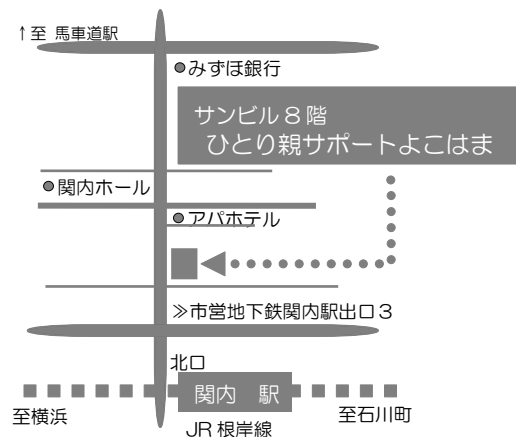 ↑至 馬車道駅
●みずほ銀行
サンビル8階
ひとり親サポートよこはま
●関内ホール
●アパホテル
≫市営地下鉄関内駅出口3
北口
関内 駅
至横浜
至石川町
JR根岸線